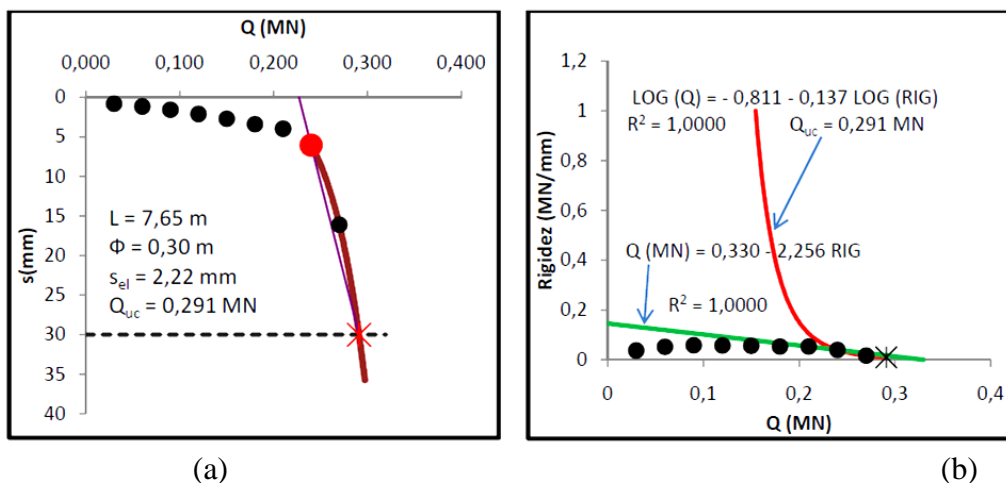 Q (MN)
0,000 0,100 0,200 0,300 0,400
0
5
10
15
20
25
30
35
40
s(mm)
L = 7,65 m
Φ = 0,30 m
sel = 2,22 mm
Quc = 0,291 MN
(a)
1,2
1
0,8
0,6
0,4
0,2
0
Rigidez (MN/mm)
LOG (Q) = - 0,811 - 0,137 LOG (RIG)
R² = 1,0000
Quc = 0,291 MN
Q (MN) = 0,330 - 2,256 RIG
R² = 1,0000
0 0,1 0,2 0,3 0,4
Q (MN)
(b)